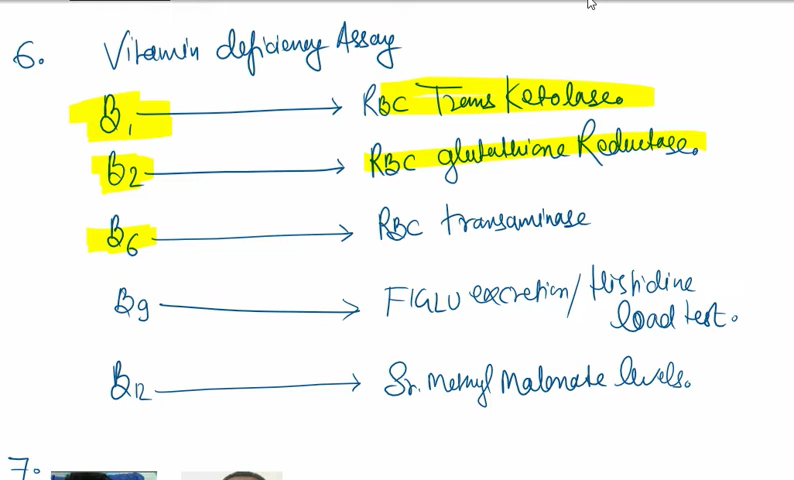 6. Vitamin deficiency Assay
B1 → RBC Trans Ketolase.
B2 → RBC glutathione Reductase.
B6 → RBC transaminase
B9 → FIGLU excretion/ Histidine
load test.
B12 → Sr. Methyl Malonate levels.
7.